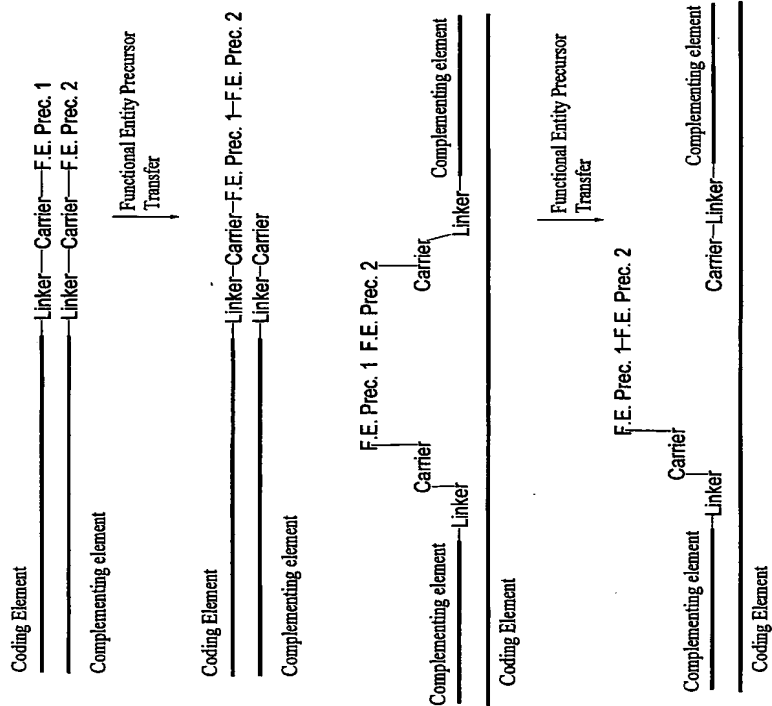 Coding Element
Linker—Carrier—F.E. Prec. 1
Linker—Carrier—F.E. Prec. 2
Complementing element
Functional Entity Precursor
Transfer
Coding Element
Linker—Carrier—F.E. Prec. 1—F.E. Prec. 2
Linker—Carrier
Complementing element
F.E. Prec. 1 F.E. Prec. 2
Carrier
Carrier
Complementing element
Linker
Linker
Complementing element
Coding Element
Functional Entity Precursor
Transfer
F.E. Prec. 1—F.E. Prec. 2
Carrier
Complementing element
Linker
Carrier—Linker
Complementing element
Coding Element